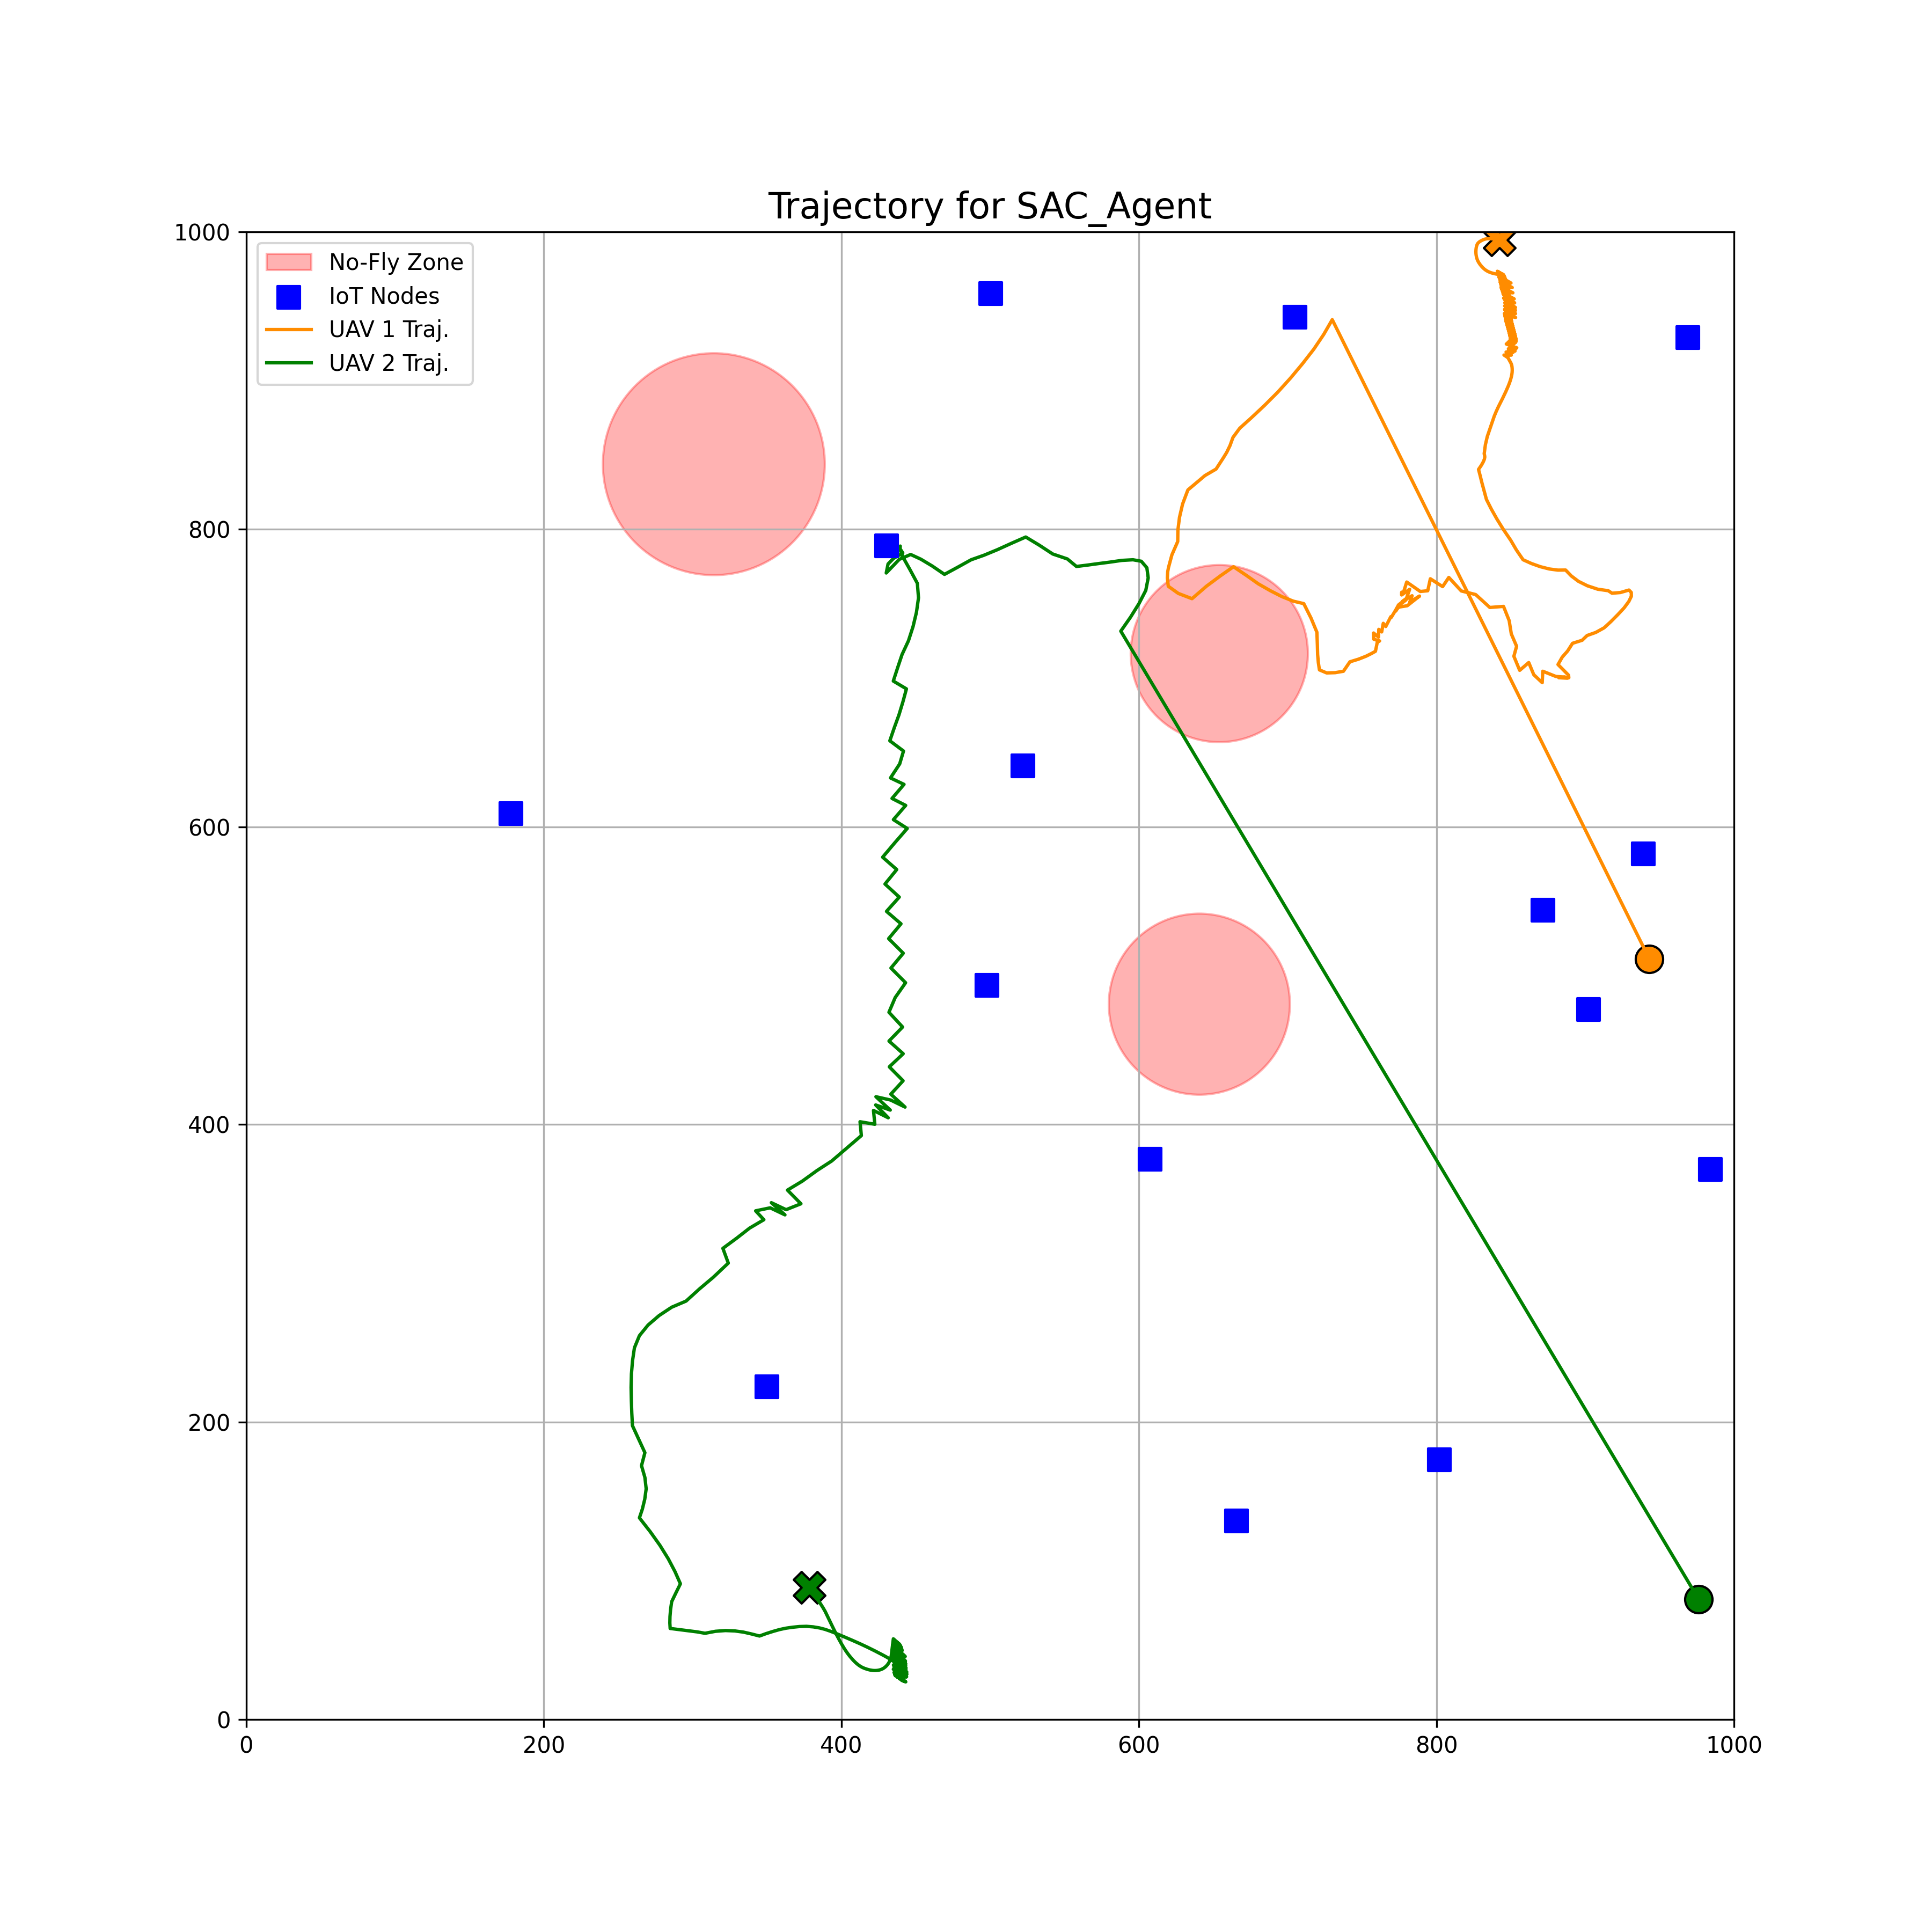 Trajectory for SAC_Agent
No-Fly Zone
IoT Nodes
UAV 1 Traj.
UAV 2 Traj.
1000
800
600
400
200
0
0 200 400 600 800 1000